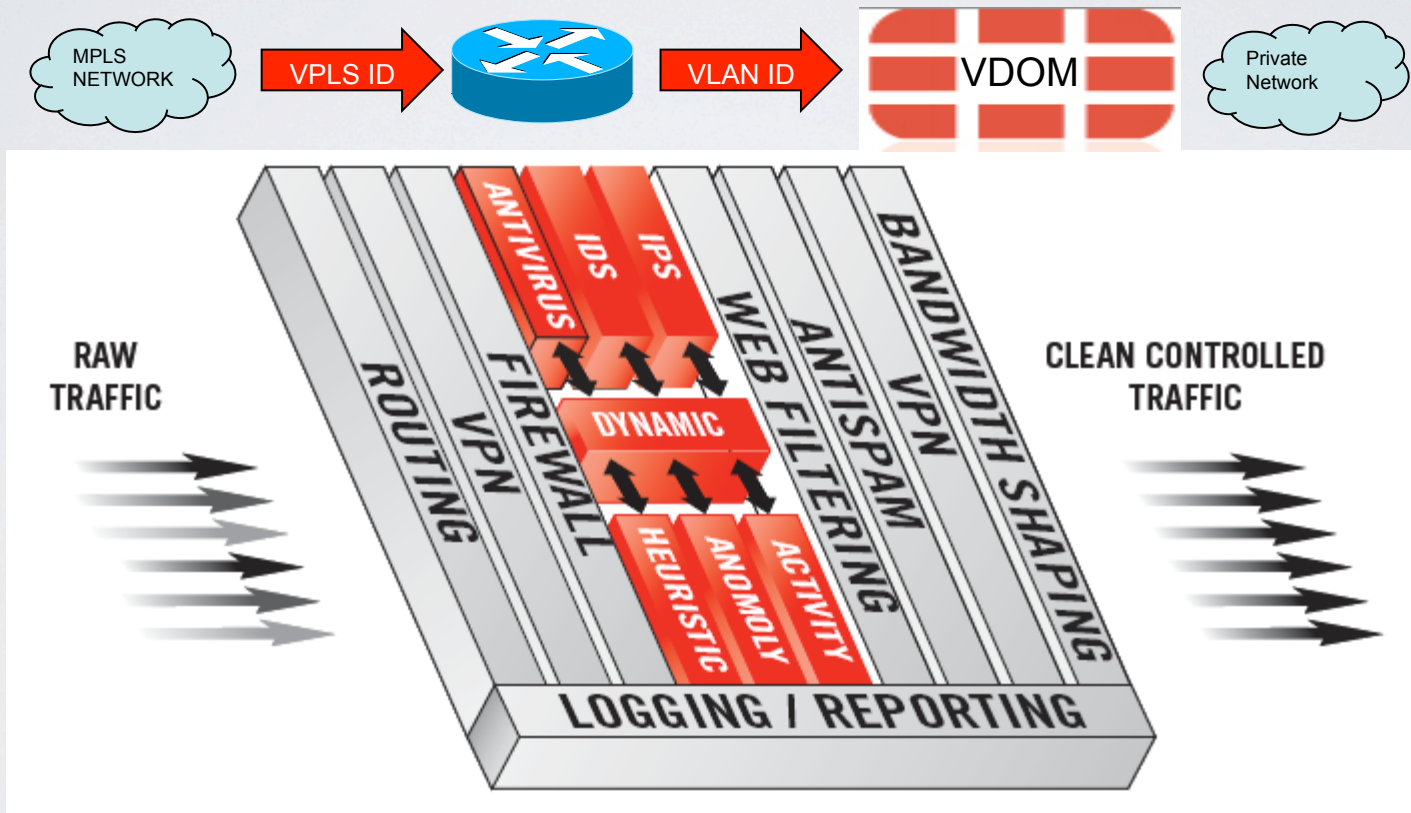 MPLS
NETWORK
VPLS ID
VLAN ID
VDOM
Private
Network
RAW
TRAFFIC
ROUTING
VPN
FIREWALL
ANTIVIRUS
IDS
IPS
DYNAMIC
HEURISTIC
ANOMOLY
ACTIVITY
WEB FILTERING
ANTISPAM
VPN
BANDWIDTH SHAPING
LOGGING / REPORTING
CLEAN CONTROLLED
TRAFFIC